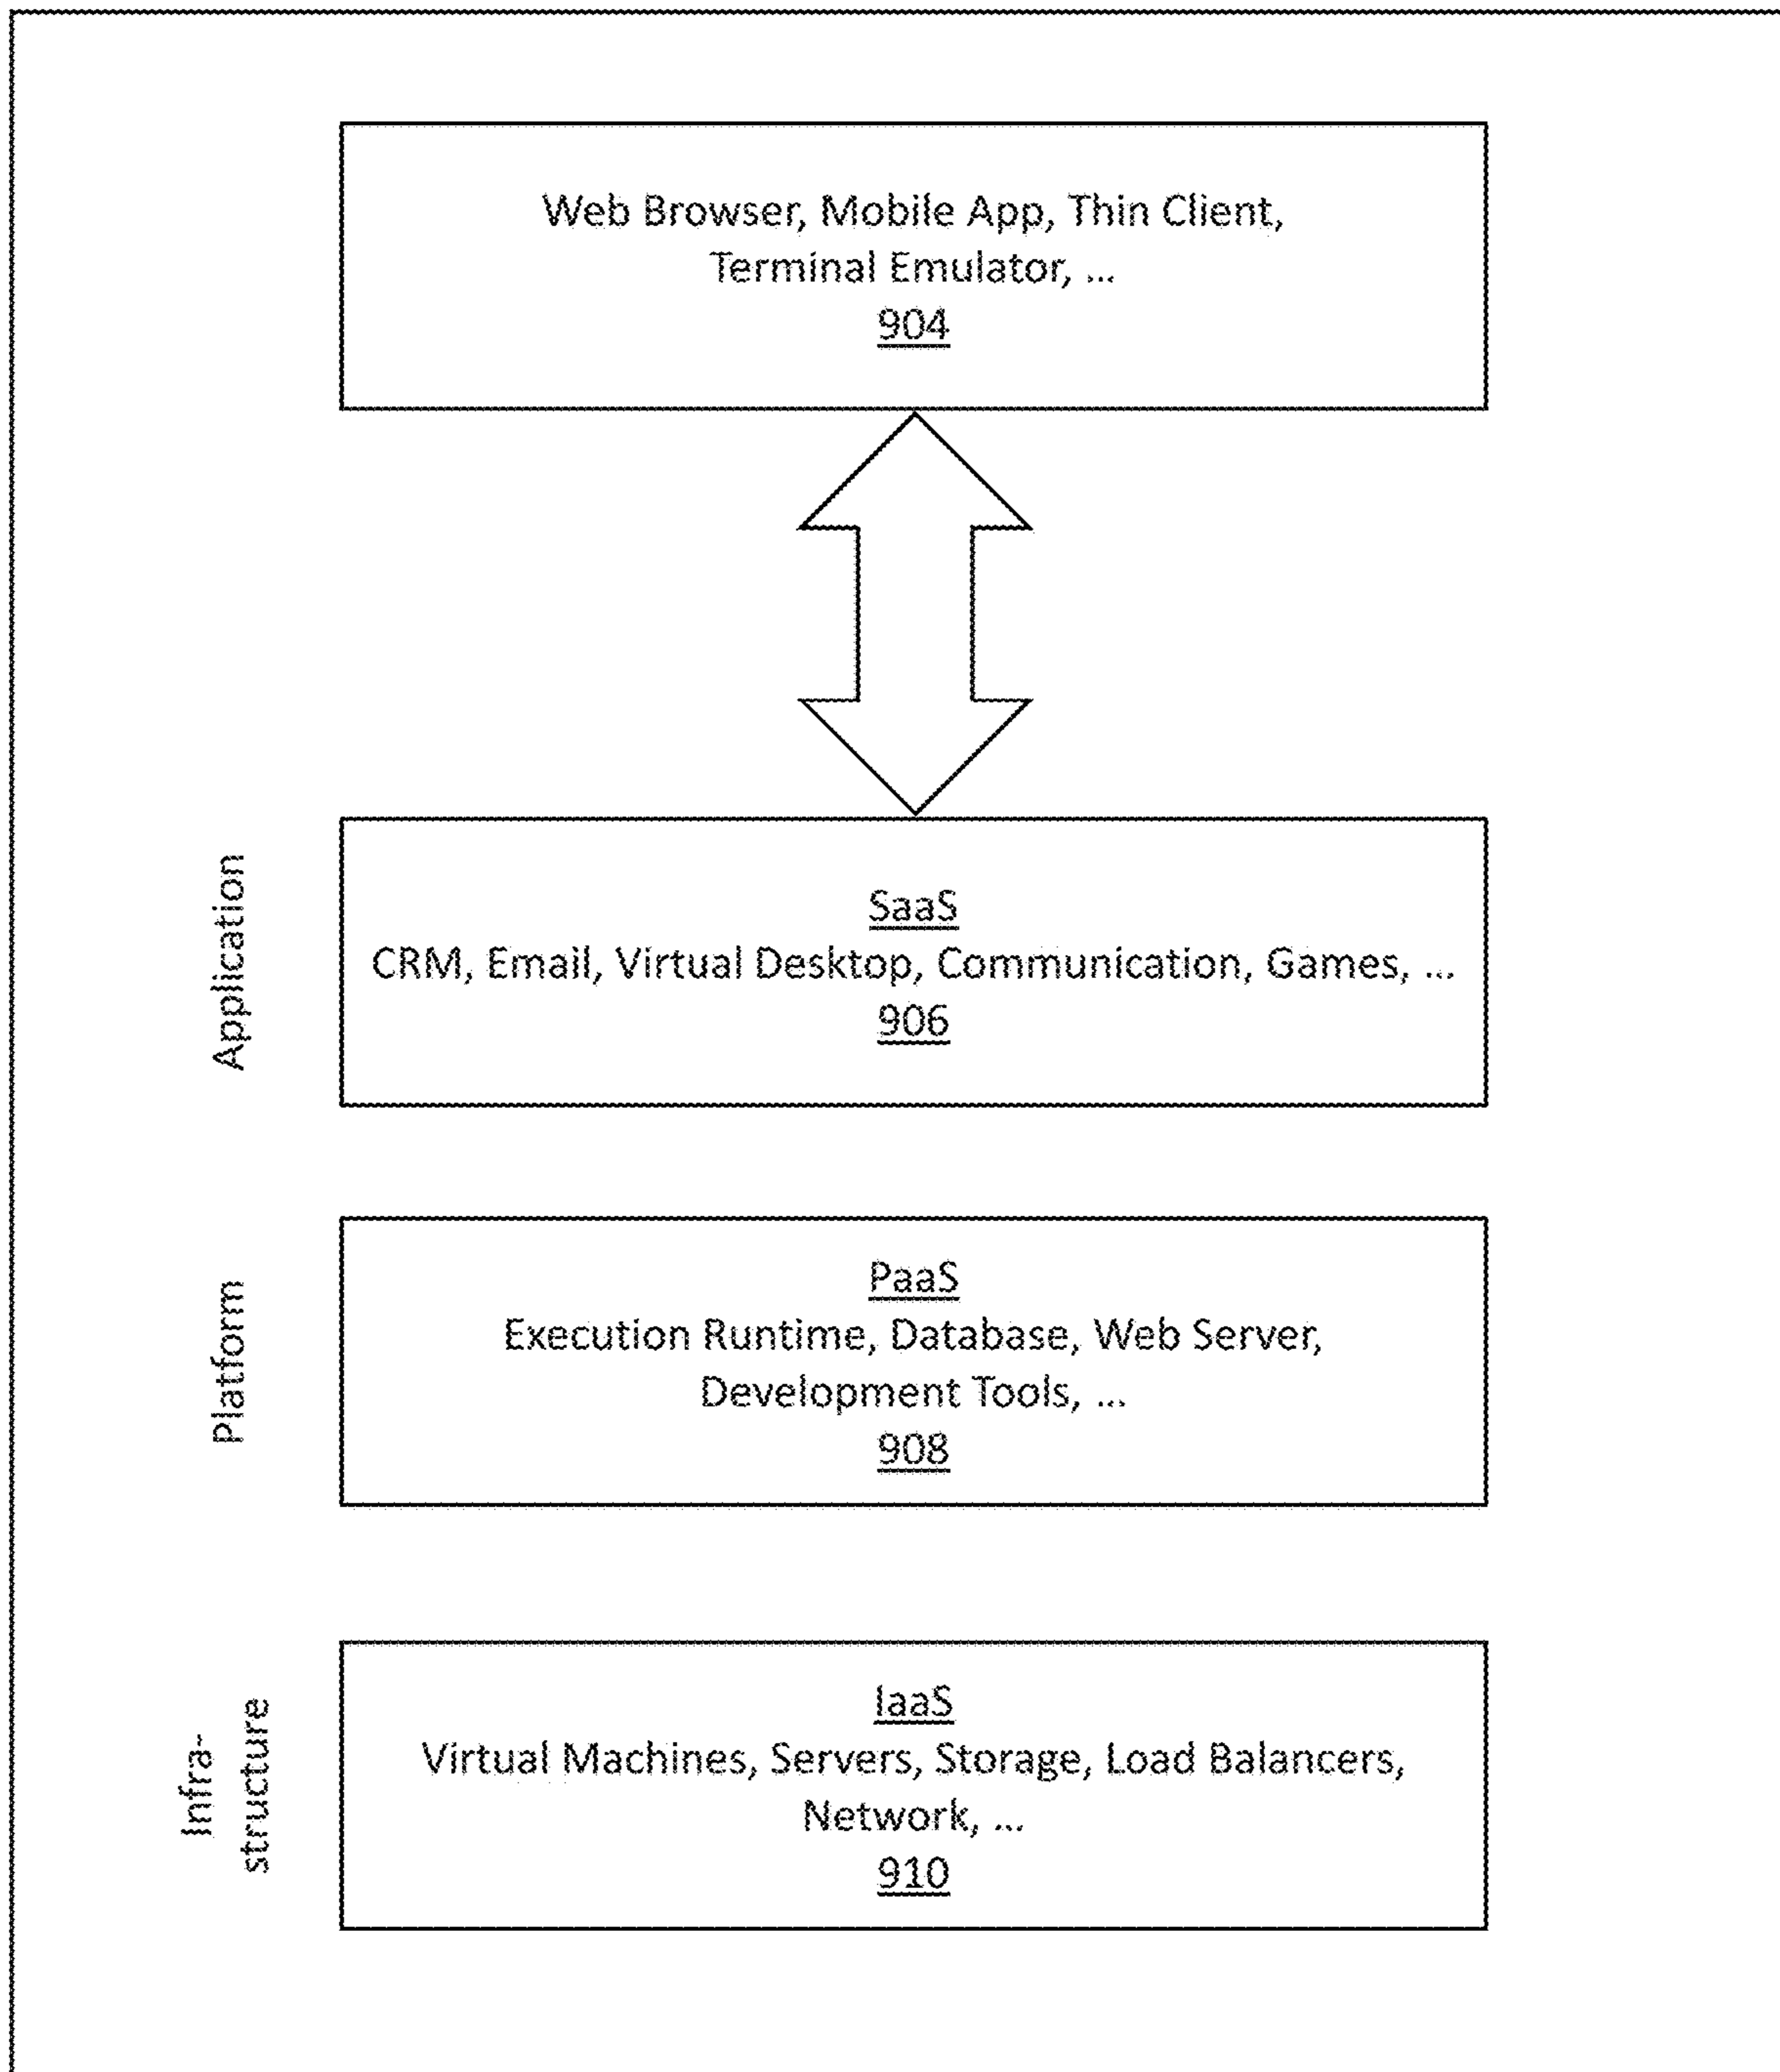 Web Browser, Mobile App, Thin Client,
Terminal Emulator, ...
904
Application
SaaS
CRM, Email, Virtual Desktop, Communication, Games, ...
906
Platform
PaaS
Execution Runtime, Database, Web Server,
Development Tools, ...
908
Infra-
structure
IaaS
Virtual Machines, Servers, Storage, Load Balancers,
Network, ...
910